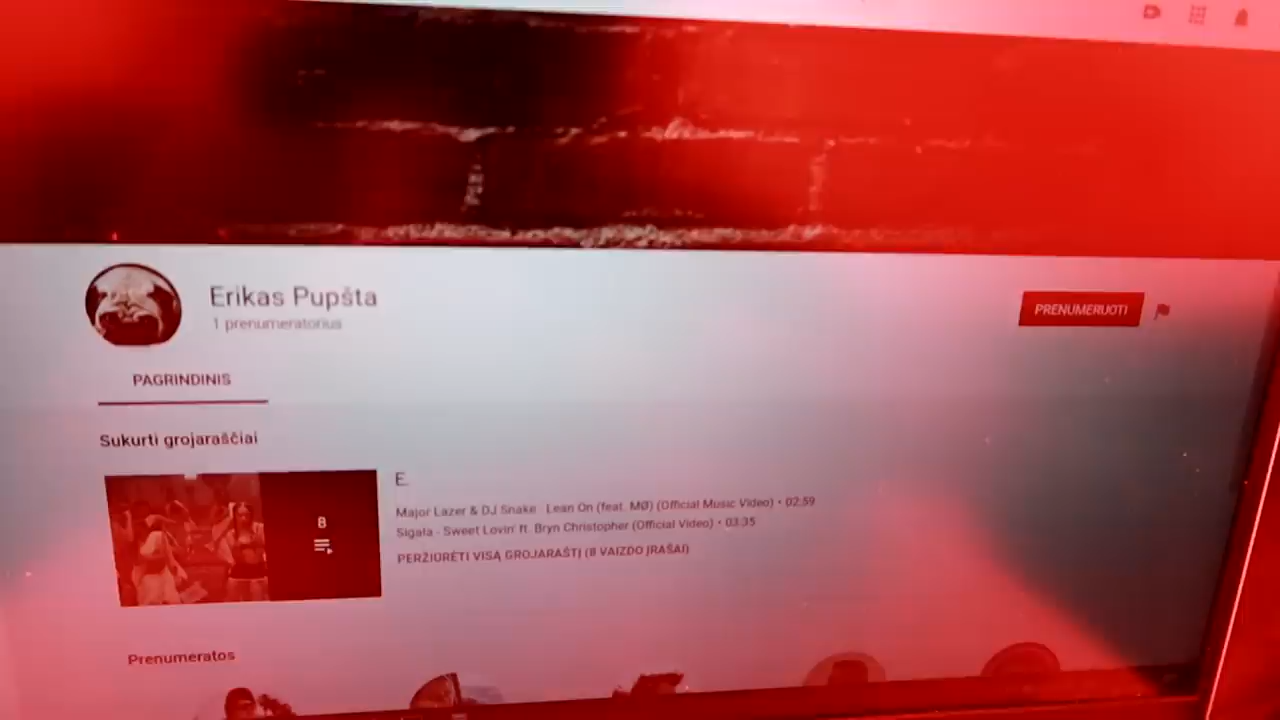 Erikas Pupšta
1 prenumeratorius
PRENUMERUOTI
PAGRINDINIS
Sukurti grojaraščiai
8
E.
Major Lazer & DJ Snake - Lean On (feat. MØ) (Official Music Video) • 02:59
Sigala - Sweet Lovin' ft. Bryn Christopher (Official Video) • 03:35
PERŽIŪRĖTI VISĄ GROJARAŠTĮ (8 VAIZDO ĮRAŠAI)
Prenumeratos